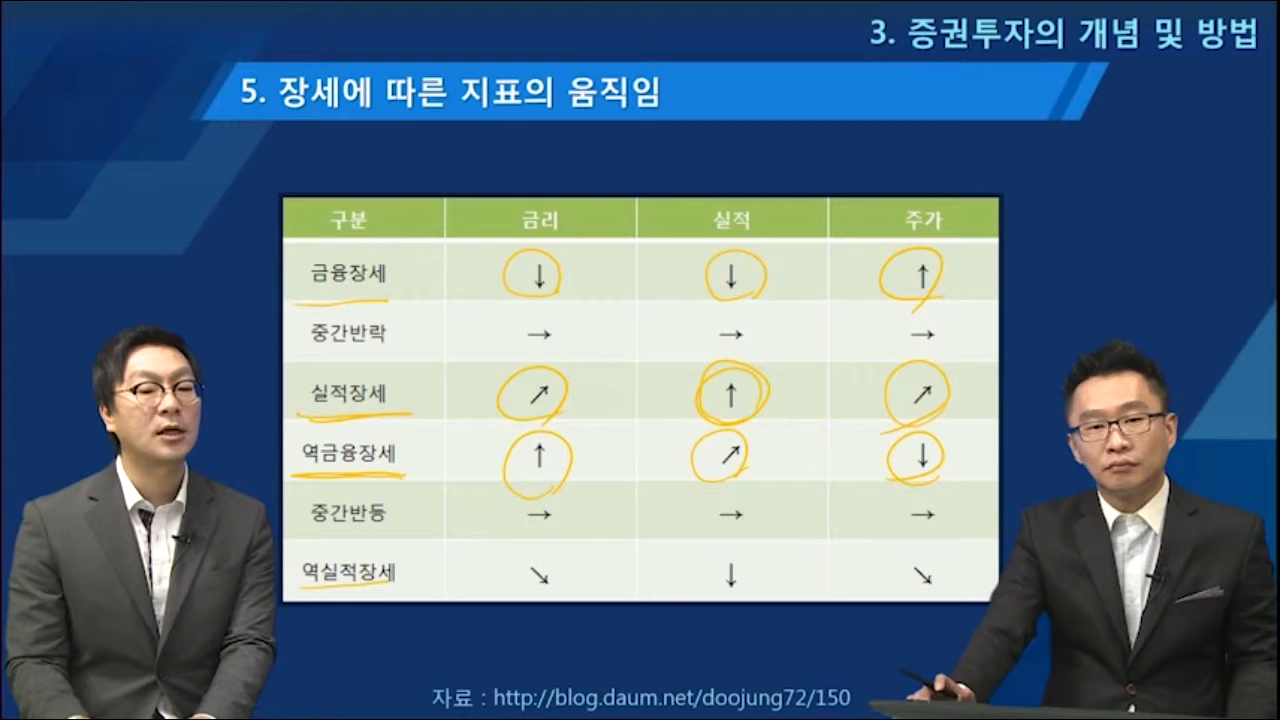 3. 증권투자의 개념 및 방법
5. 장세에 따른 지표의 움직임
구분 금리 실적 주가
금융장세 ↓ ↓ ↑
중간반락 → → →
실적장세 ↗ ↑ ↗
역금융장세 ↑ ↗ ↓
중간반등 → → →
역실적장세 ↘ ↓ ↘
자료 : http://blog.daum.net/doojung72/150